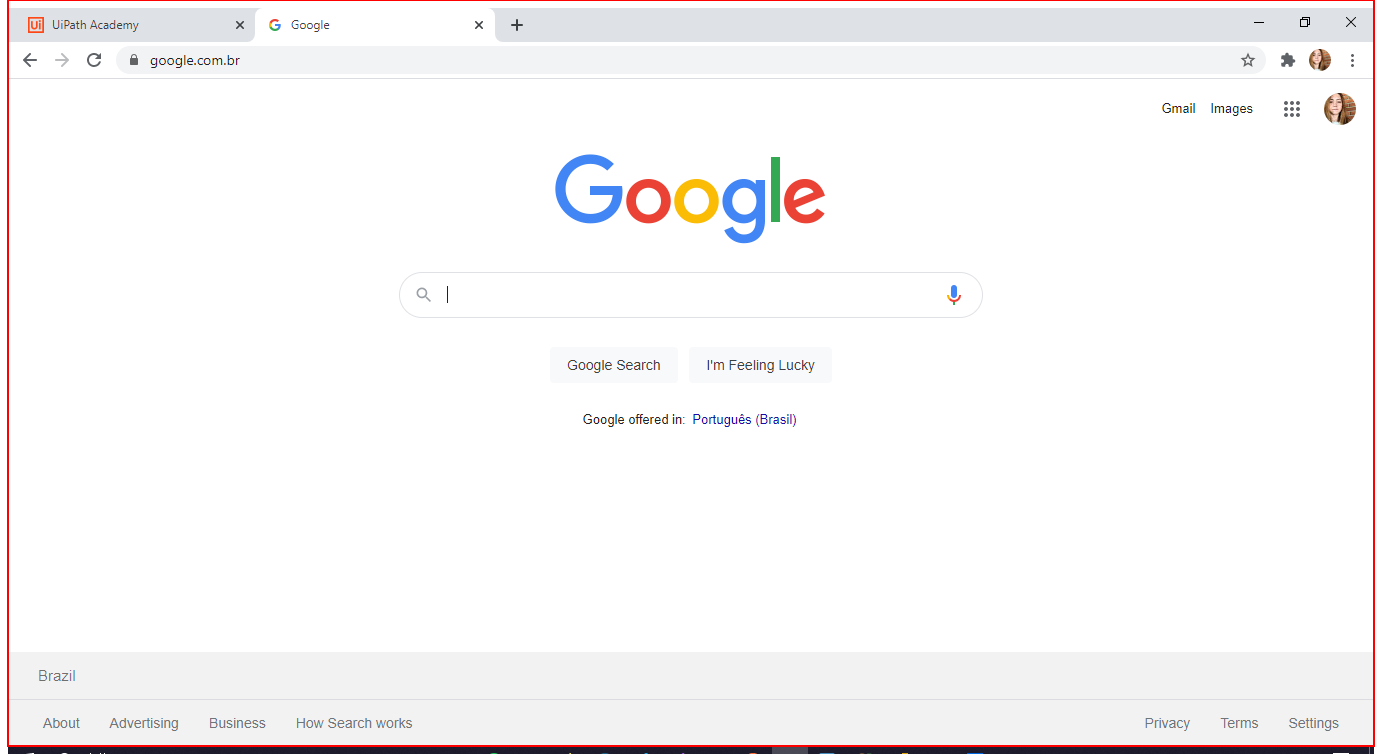 Ui UiPath Academy Google
google.com.br
Gmail Images
Google
Google Search I'm Feeling Lucky
Google offered in: Português (Brasil)
Brazil
About Advertising Business How Search works Privacy Terms Settings